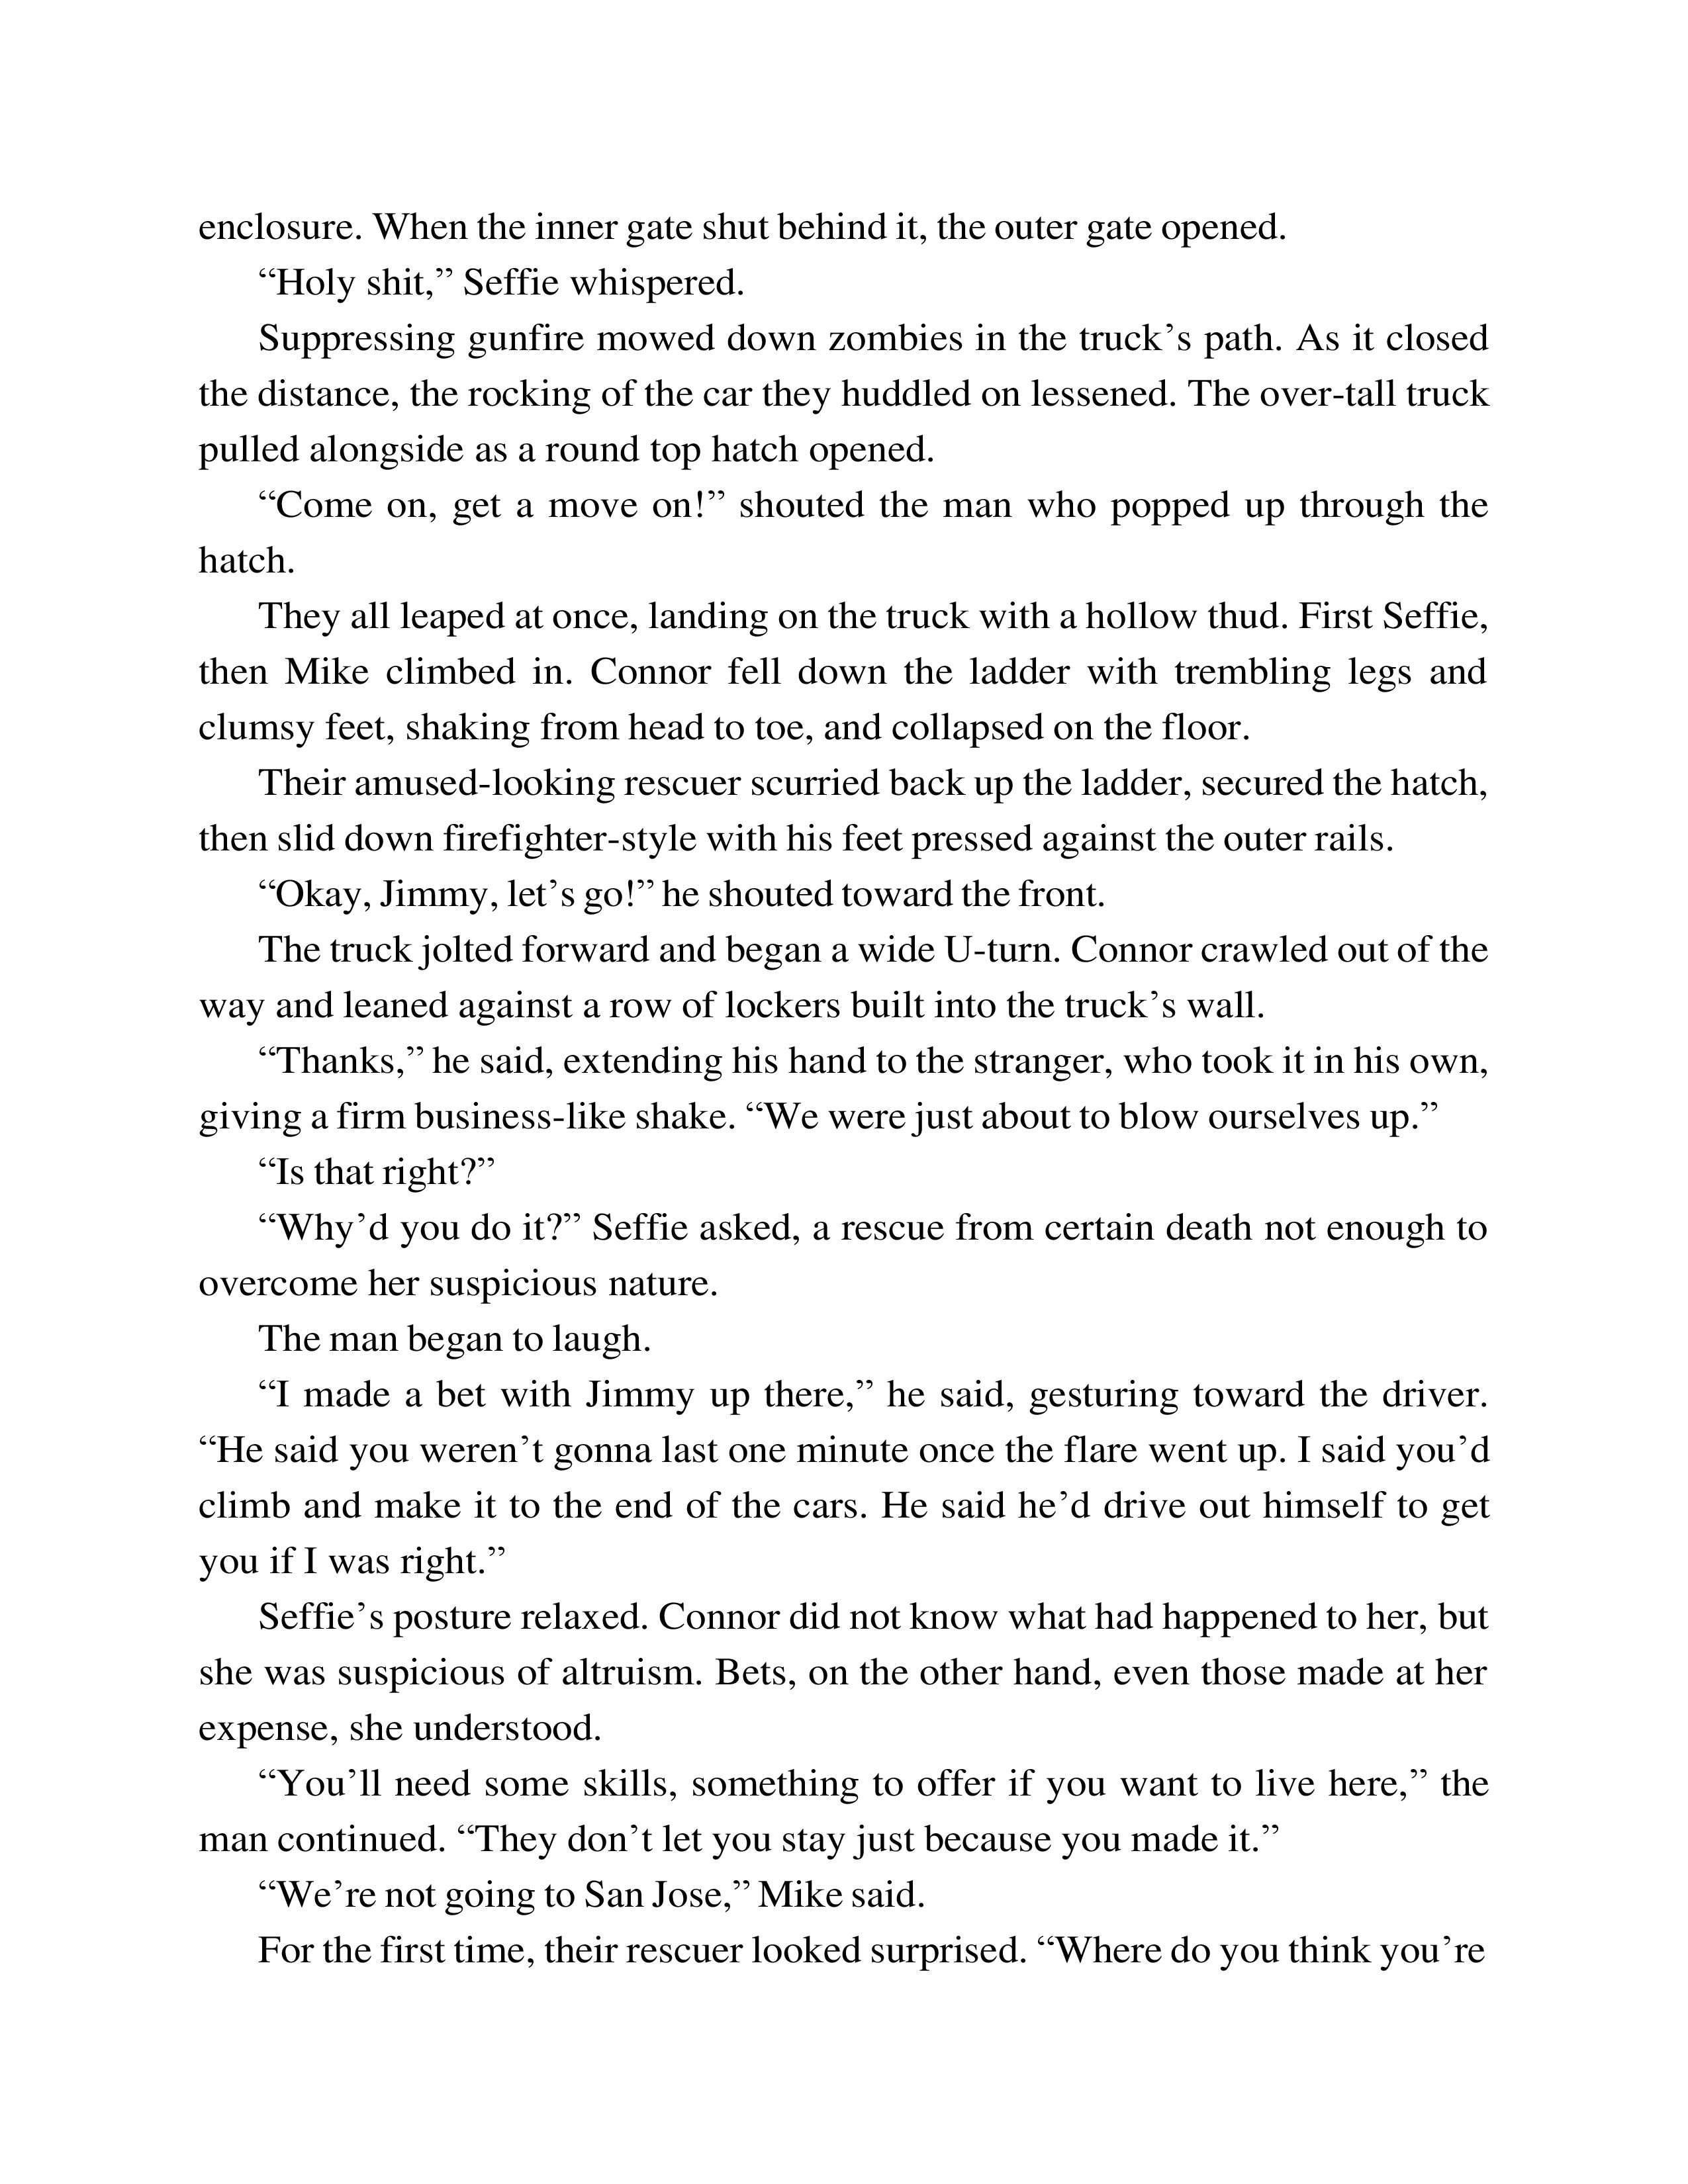 enclosure. When the inner gate shut behind it, the outer gate opened.
“Holy shit,” Seffie whispered.
Suppressing gunfire mowed down zombies in the truck’s path. As it closed
the distance, the rocking of the car they huddled on lessened. The over-tall truck
pulled alongside as a round top hatch opened.
“Come on, get a move on!” shouted the man who popped up through the
hatch.
They all leaped at once, landing on the truck with a hollow thud. First Seffie,
then Mike climbed in. Connor fell down the ladder with trembling legs and
clumsy feet, shaking from head to toe, and collapsed on the floor.
Their amused-looking rescuer scurried back up the ladder, secured the hatch,
then slid down firefighter-style with his feet pressed against the outer rails.
“Okay, Jimmy, let’s go!” he shouted toward the front.
The truck jolted forward and began a wide U-turn. Connor crawled out of the
way and leaned against a row of lockers built into the truck’s wall.
“Thanks,” he said, extending his hand to the stranger, who took it in his own,
giving a firm business-like shake. “We were just about to blow ourselves up.”
“Is that right?”
“Why’d you do it?” Seffie asked, a rescue from certain death not enough to
overcome her suspicious nature.
The man began to laugh.
“I made a bet with Jimmy up there,” he said, gesturing toward the driver.
“He said you weren’t gonna last one minute once the flare went up. I said you’d
climb and make it to the end of the cars. He said he’d drive out himself to get
you if I was right.”
Seffie’s posture relaxed. Connor did not know what had happened to her, but
she was suspicious of altruism. Bets, on the other hand, even those made at her
expense, she understood.
“You’ll need some skills, something to offer if you want to live here,” the
man continued. “They don’t let you stay just because you made it.”
“We’re not going to San Jose,” Mike said.
For the first time, their rescuer looked surprised. “Where do you think you’re